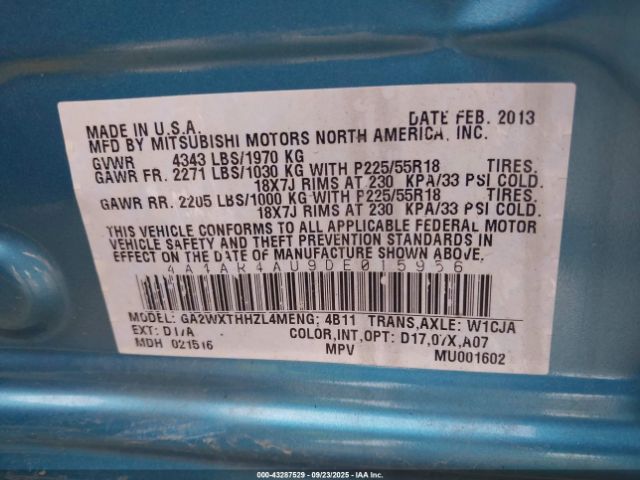 DATE FEB. 2013
MADE IN U.S.A.
MFD BY MITSUBISHI MOTORS NORTH AMERICA, INC.
GVWR 4343 LBS/1970 KG
GAWR FR. 2271 LBS/1030 KG WITH P225/55R18 TIRES.
18X7J RIMS AT 230 KPA/33 PSI COLD.
GAWR RR. 2205 LBS/1000 KG WITH P225/55R18 TIRES.
18X7J RIMS AT 230 KPA/33 PSI COLD.
THIS VEHICLE CONFORMS TO ALL APPLICABLE FEDERAL MOTOR
VEHICLE SAFETY AND THEFT PREVENTION STANDARDS IN
EFFECT ON THE DATE OF MANUFACTURE SHOWN ABOVE.
4A4AR4AU9DE015956
MODEL: GA2WXTHHZL4M ENG: 4B11 TRANS,AXLE: W1CJA
EXT: D17A COLOR,INT,OPT: D17,07X,A07
MDH 021516 MPV MU001602
000-43287529 - 09/23/2025 - IAA